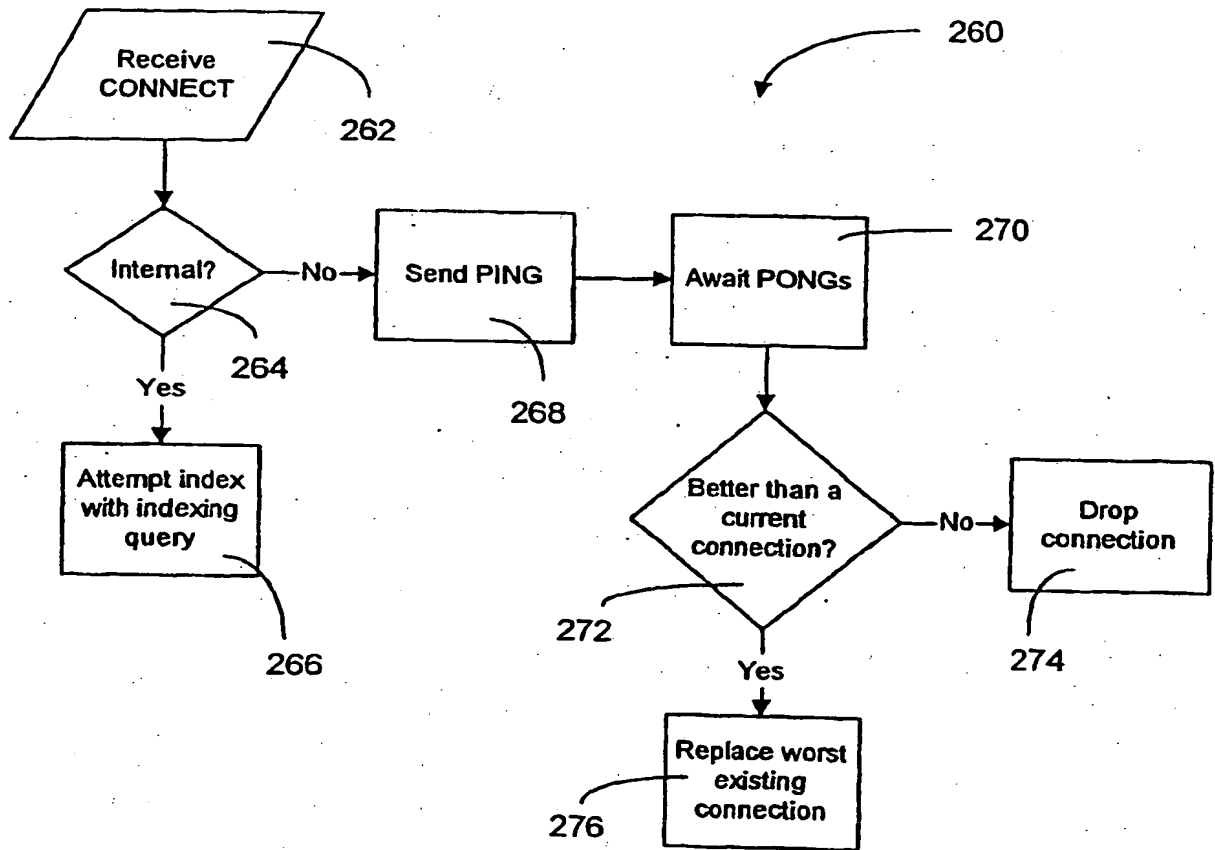 Receive
CONNECT
262
260
Internal?
264
No
Send PING
268
Await PONGs
270
Yes
Attempt index
with indexing
query
266
Better than a
current
connection?
272
No
Drop
connection
274
Yes
Replace worst
existing
connection
276